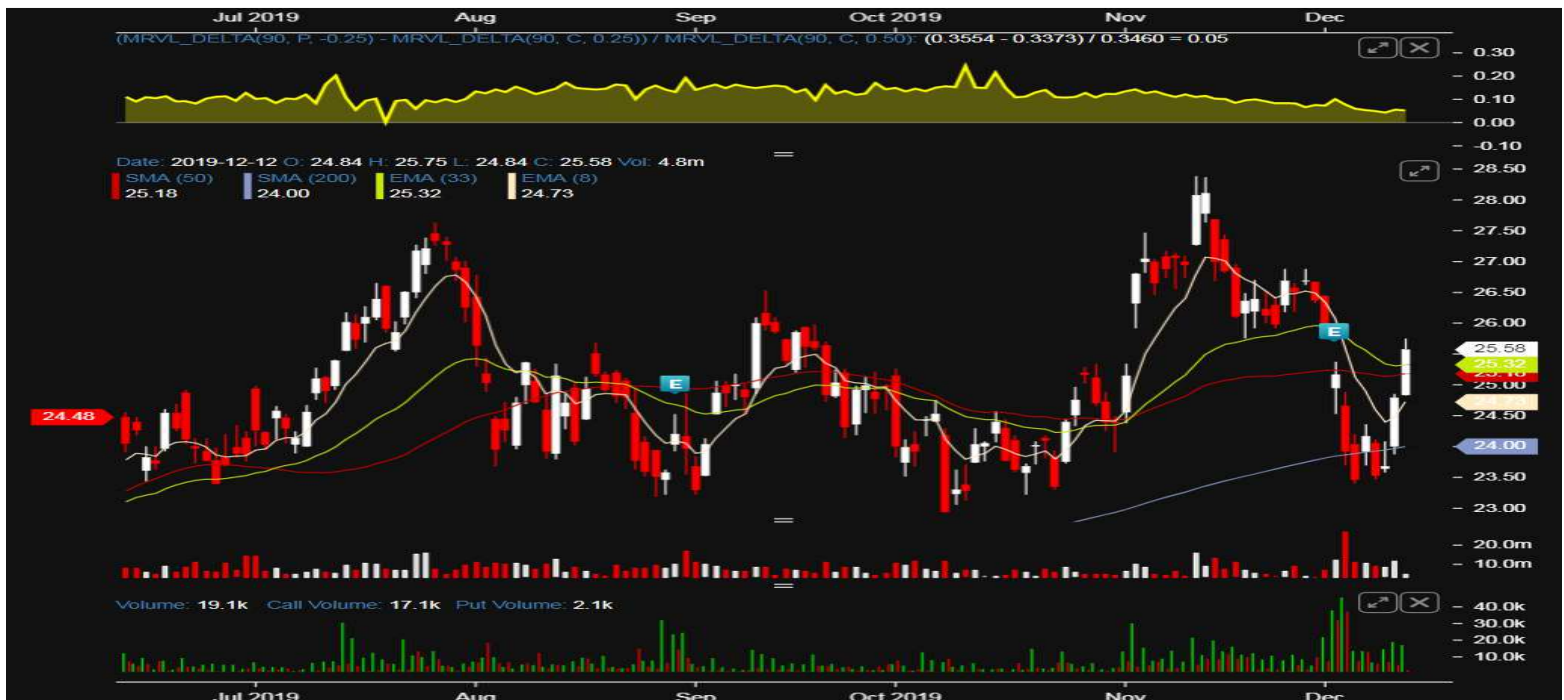 Jul 2019 Aug Sep Oct 2019 Nov Dec
(MRVL_DELTA(90, P, -0.25) - MRVL_DELTA(90, C, 0.25)) / MRVL_DELTA(90, C, 0.50): (0.3554 - 0.3373) / 0.3460 = 0.05
0.30
0.20
0.10
0.00
-0.10
Date: 2019-12-12 O: 24.84 H: 25.75 L: 24.84 C: 25.58 Vol: 4.8m
SMA (50) SMA (200) EMA (33) EMA (8)
25.18 24.00 25.32 24.73
28.50
28.00
27.50
27.00
26.50
26.00
E
25.58
25.32
25.18
25.00
E
24.73
24.50
24.48
24.00
23.50
23.00
20.0m
10.0m
Volume: 19.1k Call Volume: 17.1k Put Volume: 2.1k
40.0k
30.0k
20.0k
10.0k
Jul 2019 Aug Sep Oct 2019 Nov Dec